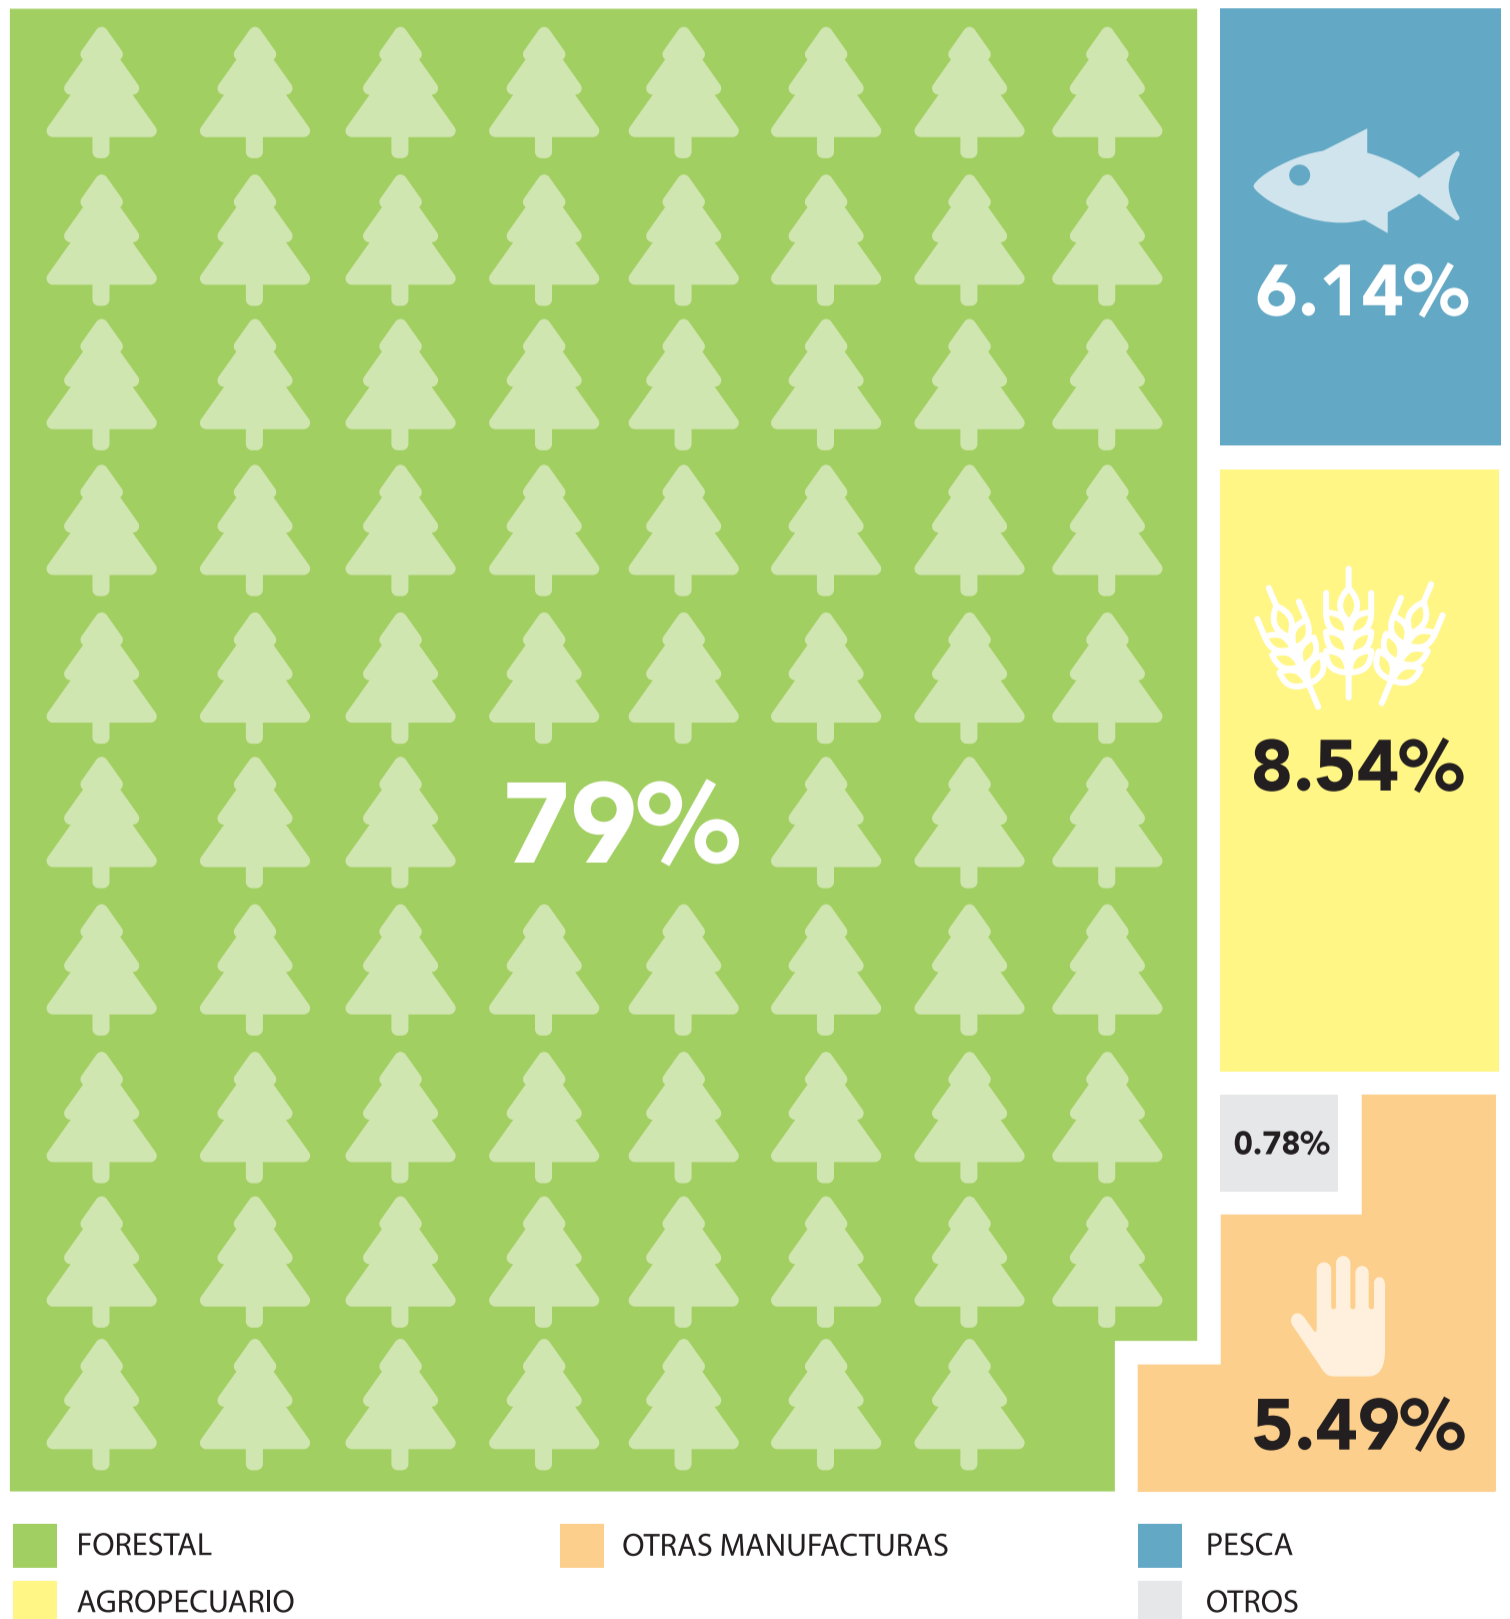 6.14%
79%
8.54%
0.78%
5.49%
FORESTAL
OTRAS MANUFACTURAS
PESCA
AGROPECUARIO
OTROS